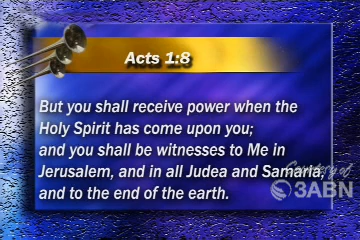 Acts 1:8
But you shall receive power when the
Holy Spirit has come upon you;
and you shall be witnesses to Me in
Jerusalem, and in all Judea and Samaria,
and to the end of the earth.
Courtesy of
3ABN